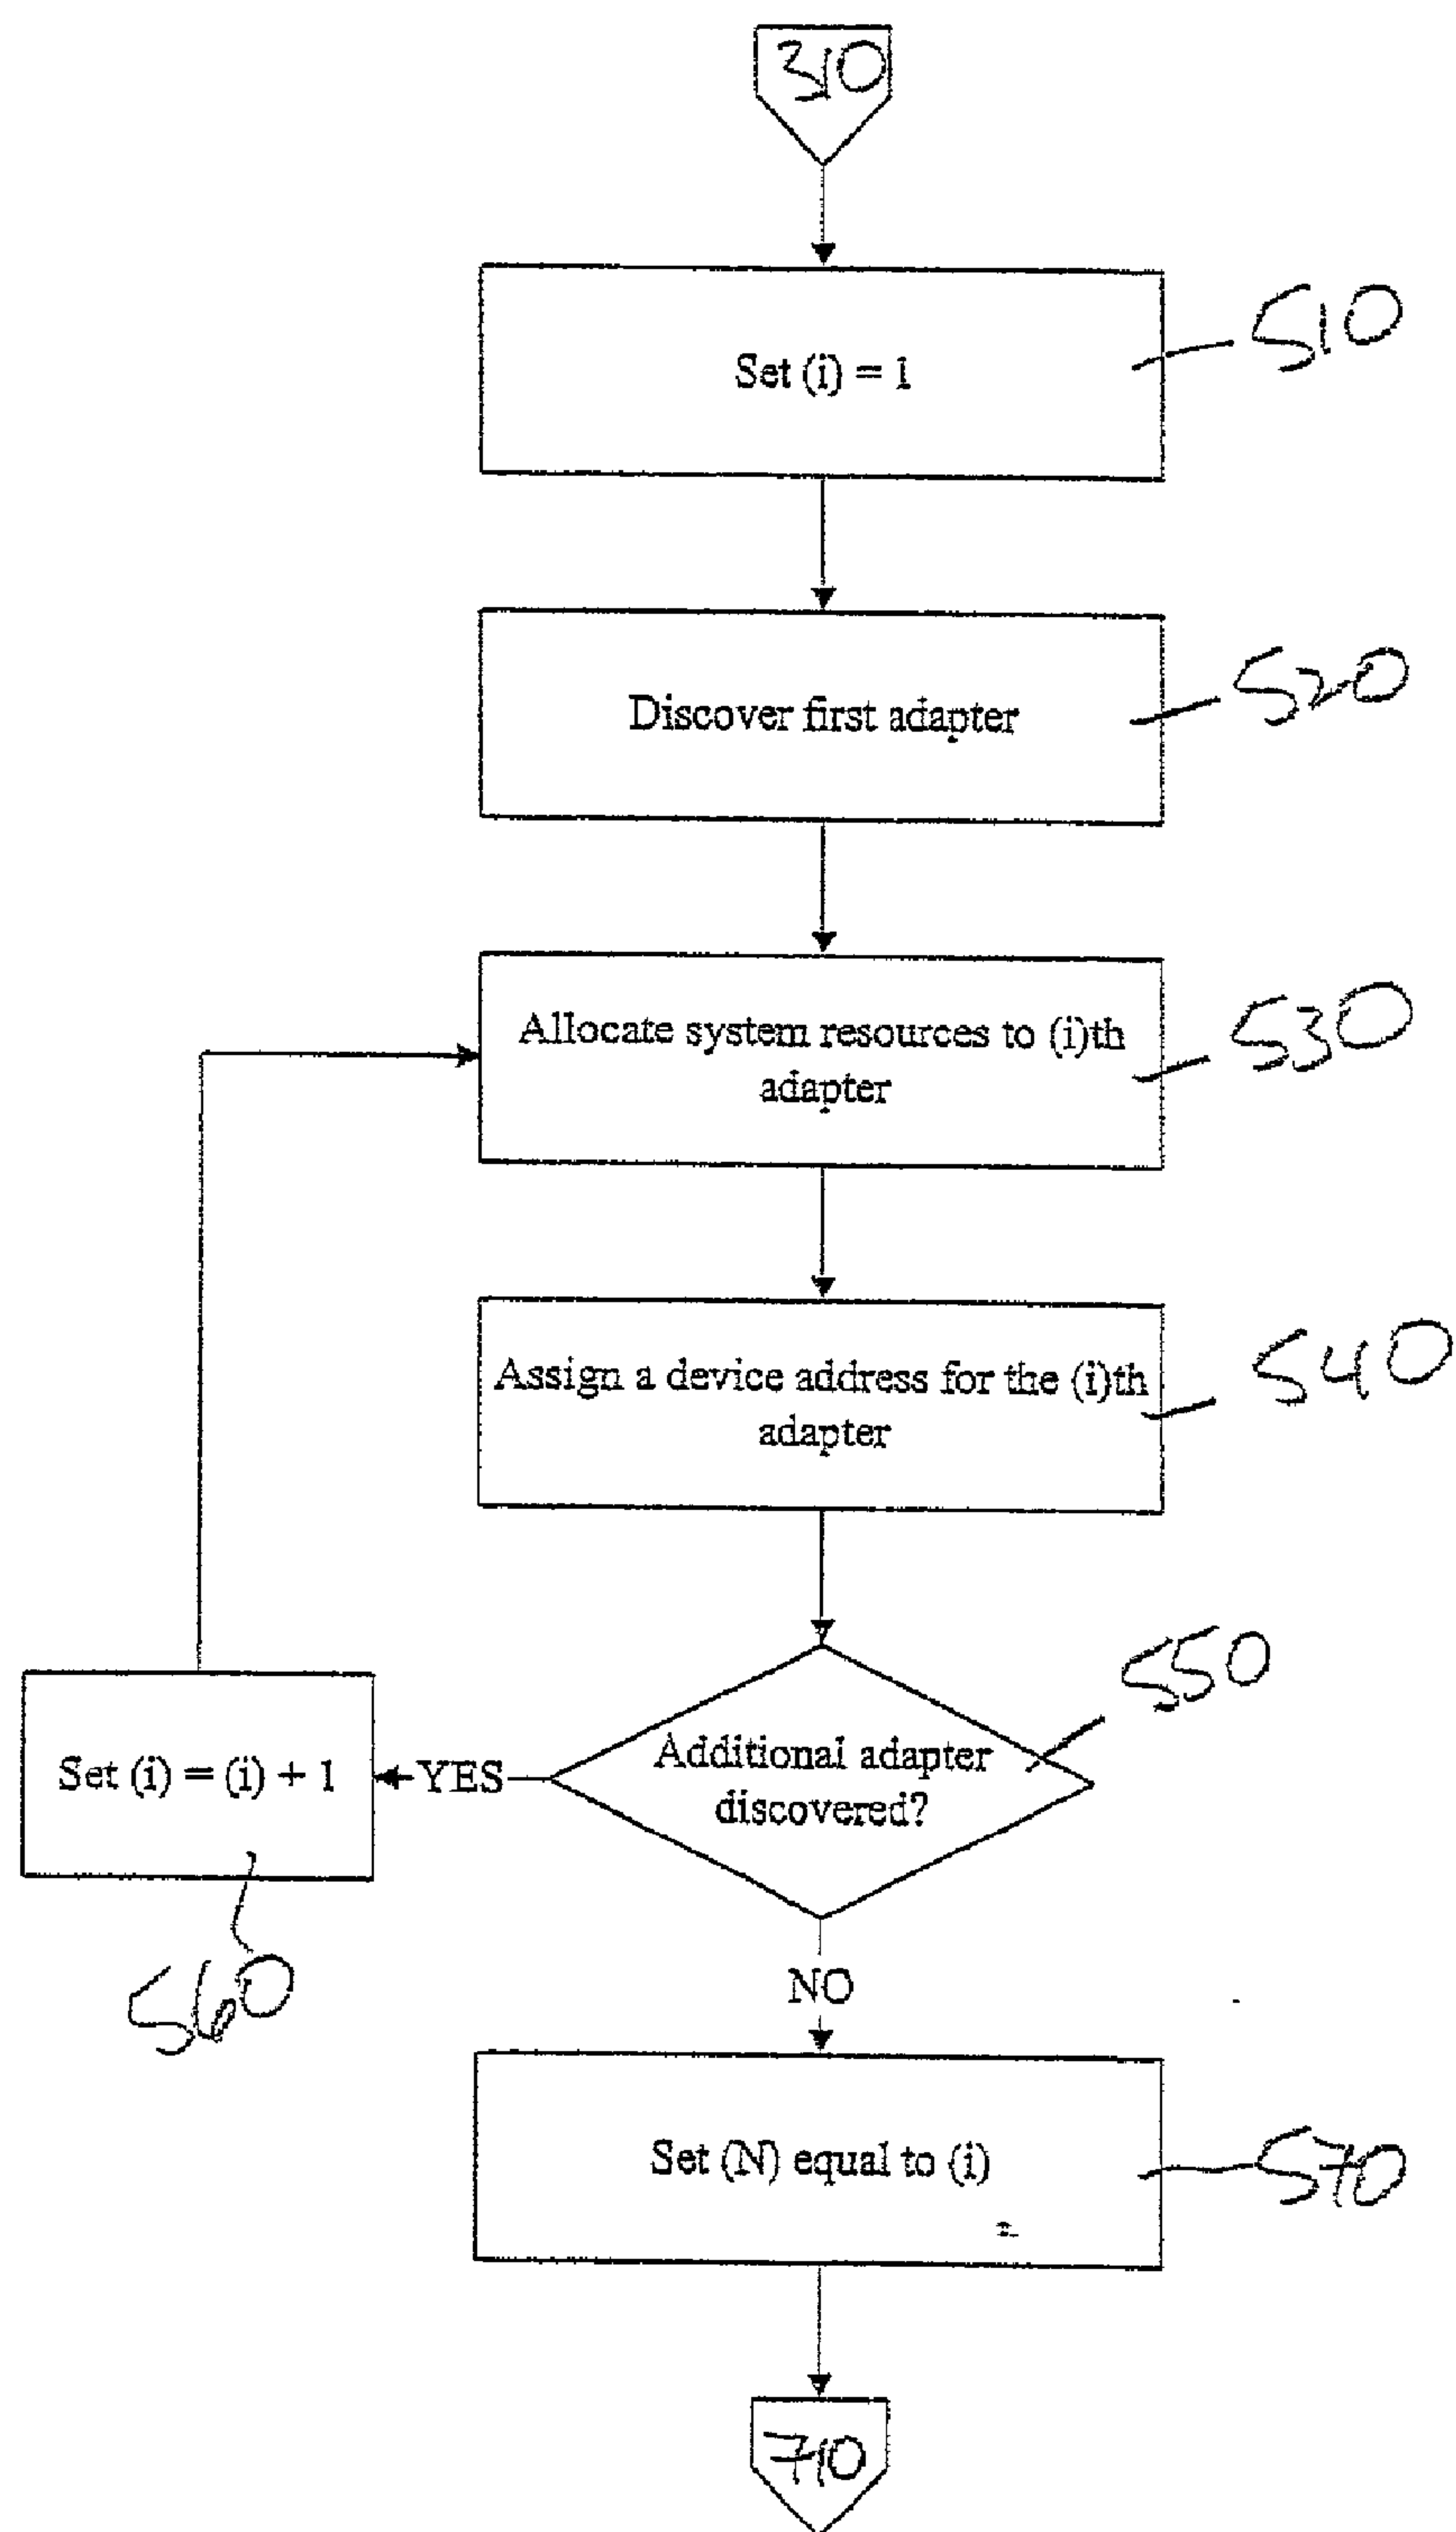 310
Set (i) = 1
510
Discover first adapter
520
Allocate system resources to (i)th
adapter
530
Assign a device address for the (i)th
adapter
540
Additional adapter
discovered?
550
YES
Set (i) = (i) + 1
560
NO
Set (N) equal to (i)
570
710